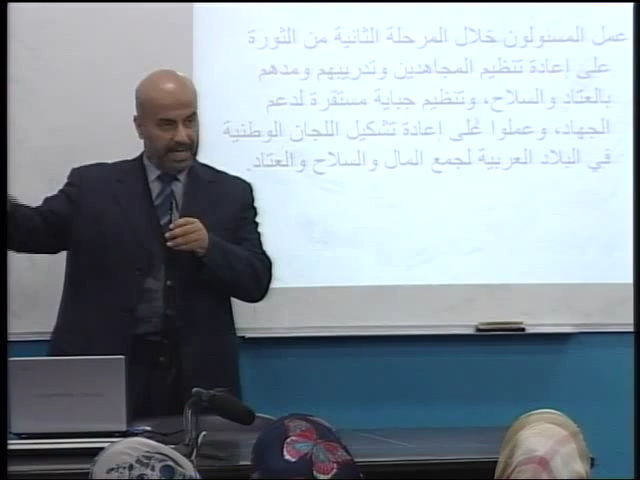 عمل المسئولون خلال المرحلة الثانية من الثورة
على إعادة تنظيم المجاهدين وتدريبهم ومدهم
بالعتاد والسلاح، وتنظيم جباية مستقرة لدعم
الجهاد، وعملوا على إعادة تشكيل اللجان الوطنية
في البلاد العربية لجمع المال والسلاح والعتاد.